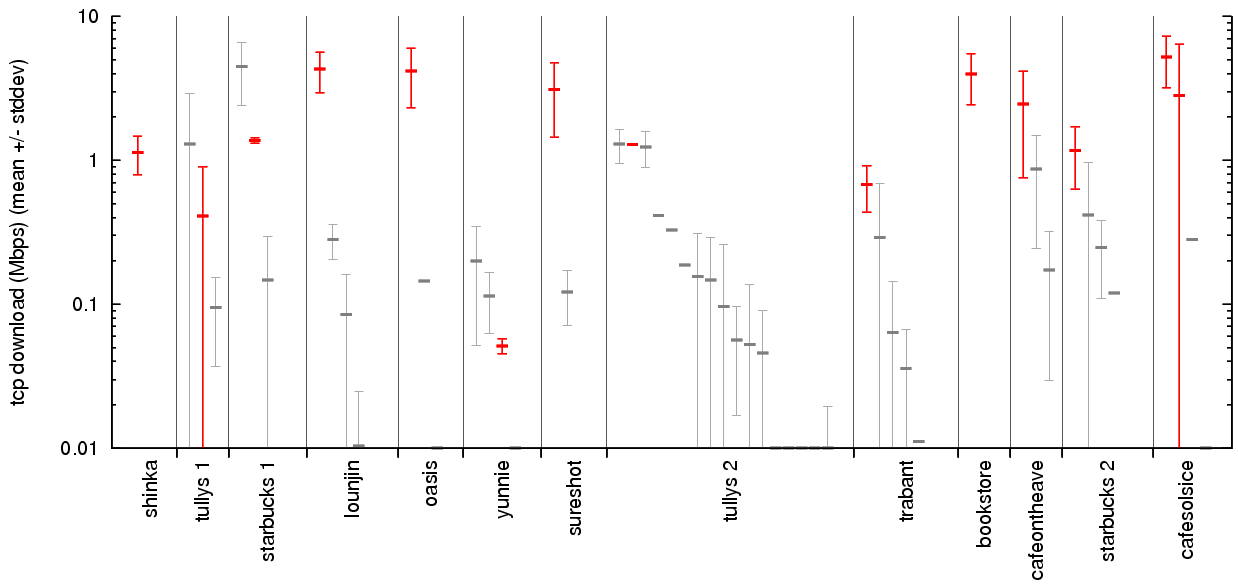 tcp download (Mbps) (mean +/- stddev)
10
1
0.1
0.01
shinka
tullys 1
starbucks 1
lounjin
oasis
yunnie
sureshot
tullys 2
trabant
bookstore
cafeontheave
starbucks 2
cafesolsice